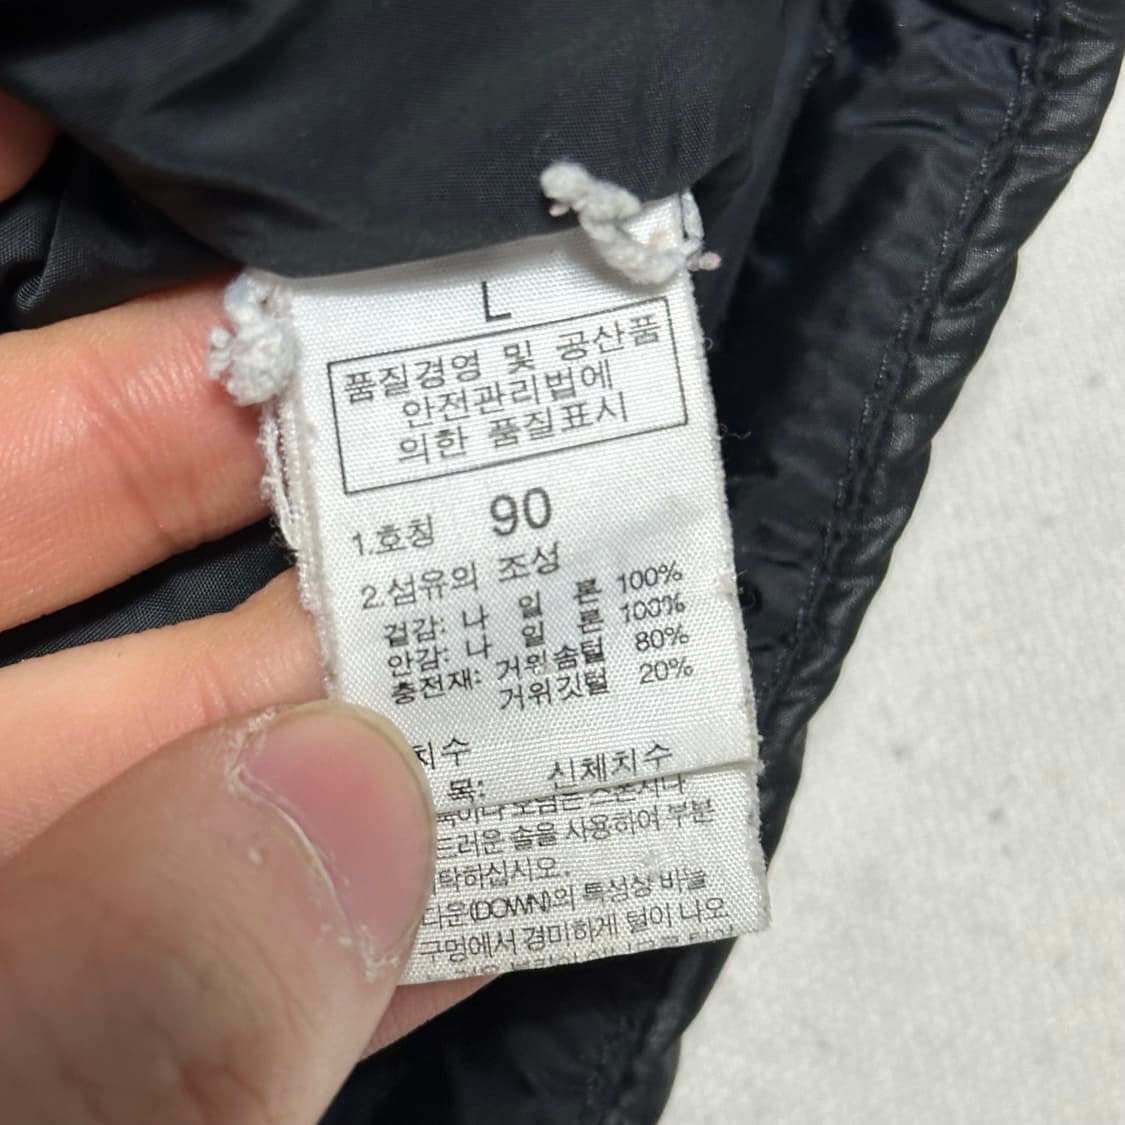 L
품질경영 및 공산품
안전관리법에
의한 품질표시
1.호칭 90
2.섬유의 조성
겉감: 나 일 론 100%
안감: 나 일 론 100%
충전재: 거위솜털 80%
거위깃털 20%
치수
목: 신체치수
드러운 솔을 사용하여 부분
탁하십시오.
다운(DOWN)의 특성상 바늘
구멍에서 경미하게 털이 나오